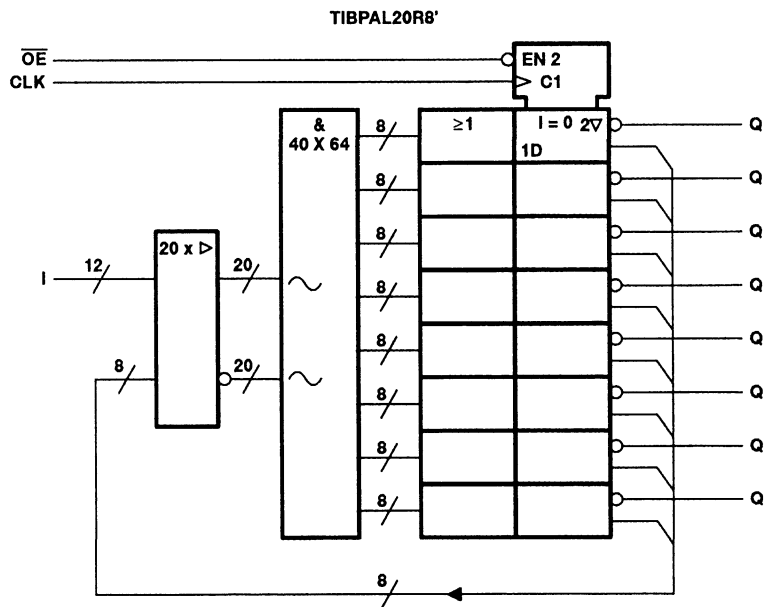 TIBPAL20R8'
OE
EN 2
CLK
C1
&
40 X 64
8
≥1
I = 0 2▽
1D
Q
8
Q
8
Q
20 x ▷
I
12
20
8
Q
8
Q
8
20
8
Q
8
Q
8
Q
8